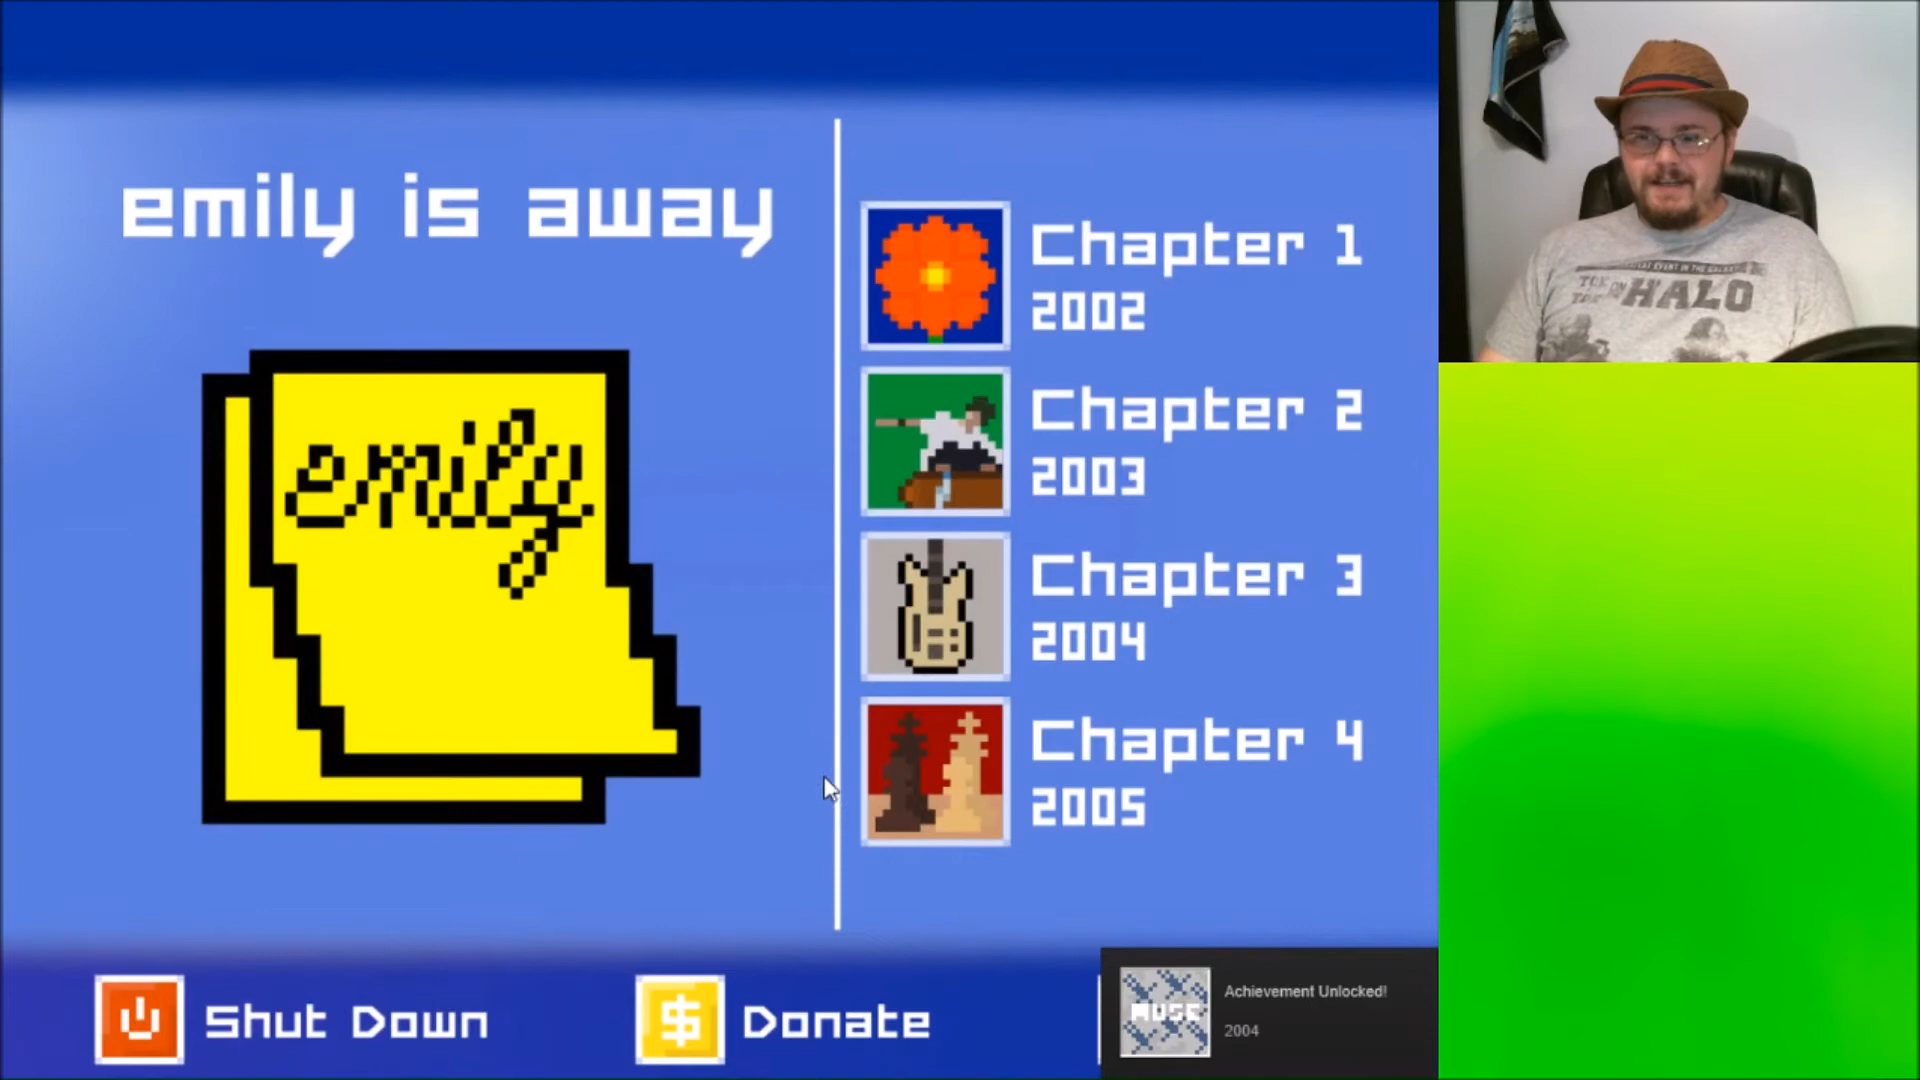 emily is away
emily
Chapter 1
2002
Chapter 2
2003
Chapter 3
2004
Chapter 4
2005
Shut Down
Donate
MUSE
Achievement Unlocked!
2004
HALO